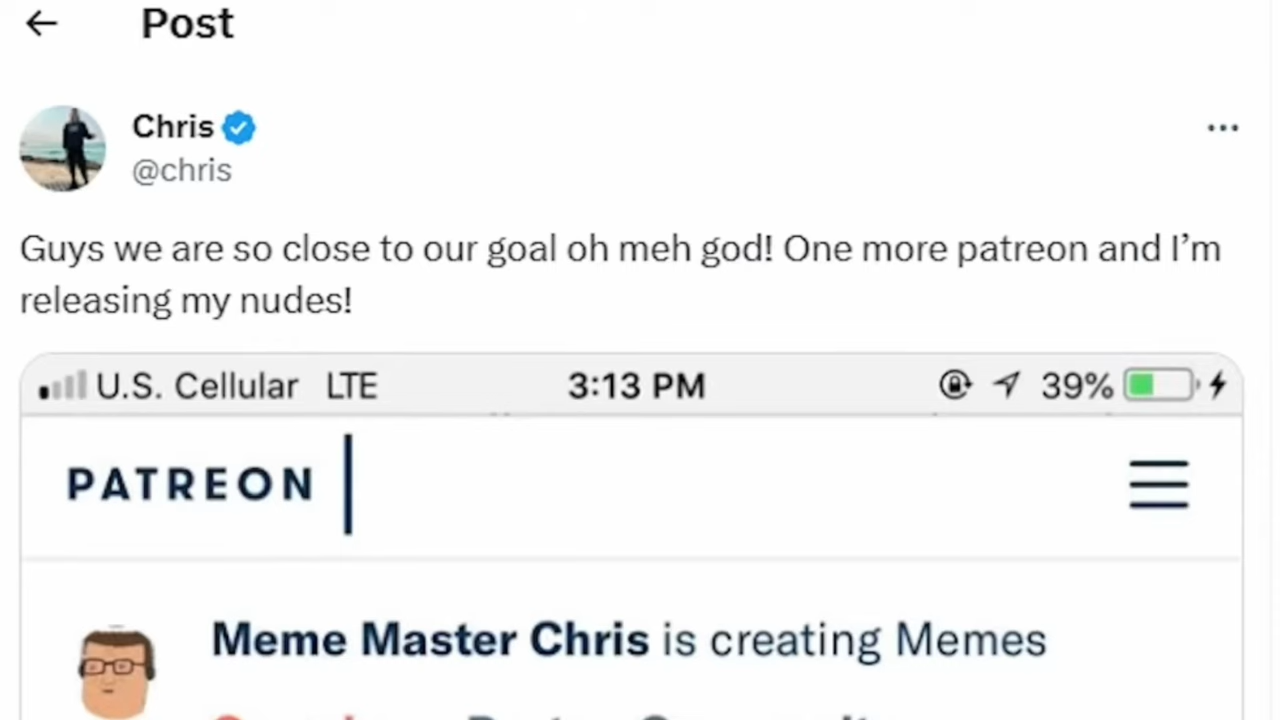 Post
Chris
@chris
Guys we are so close to our goal oh meh god! One more patreon and I’m
releasing my nudes!
U.S. Cellular LTE 3:13 PM 39%
PATREON
Meme Master Chris is creating Memes